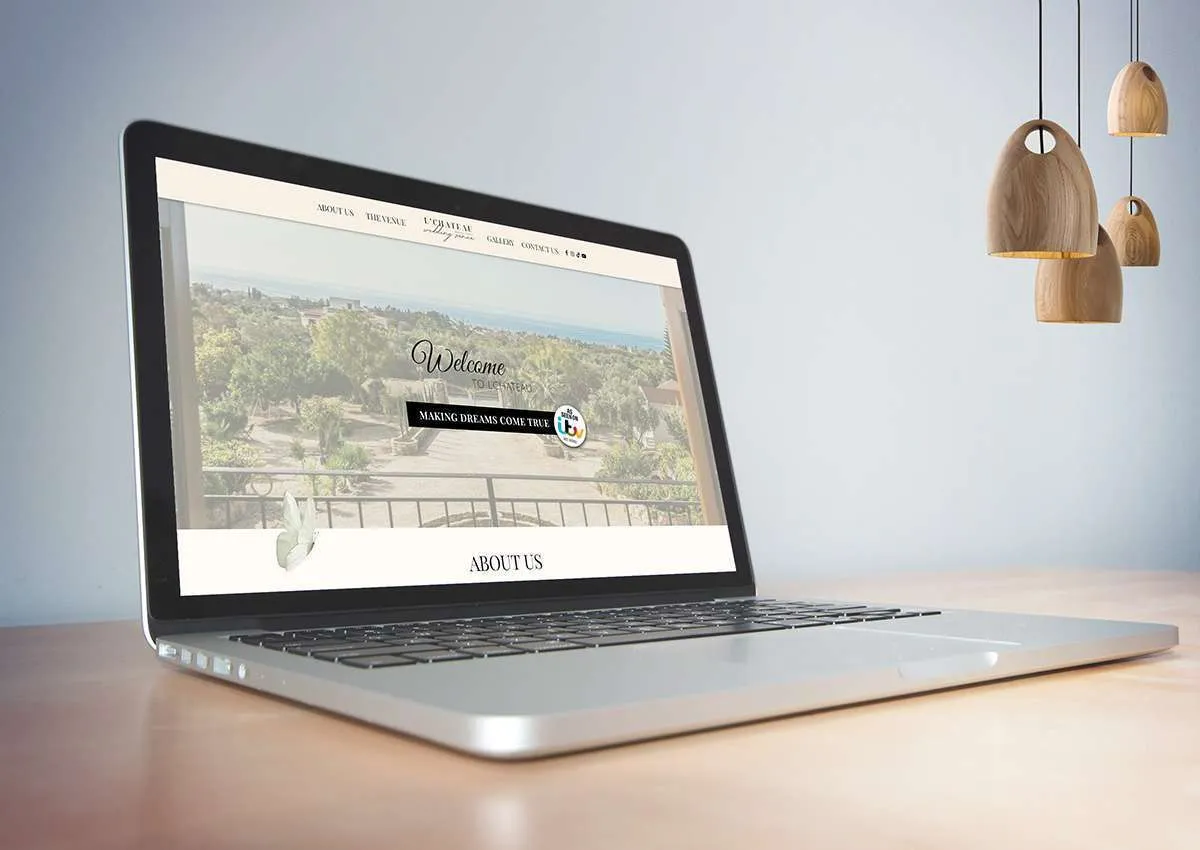 ABOUT US
THE VENUE
L'CHATEAU
wedding venue
GALLERY
CONTACT US
Welcome
TO LCHATEAU
MAKING DREAMS COME TRUE
AS
SEEN ON
itv
ABOUT US